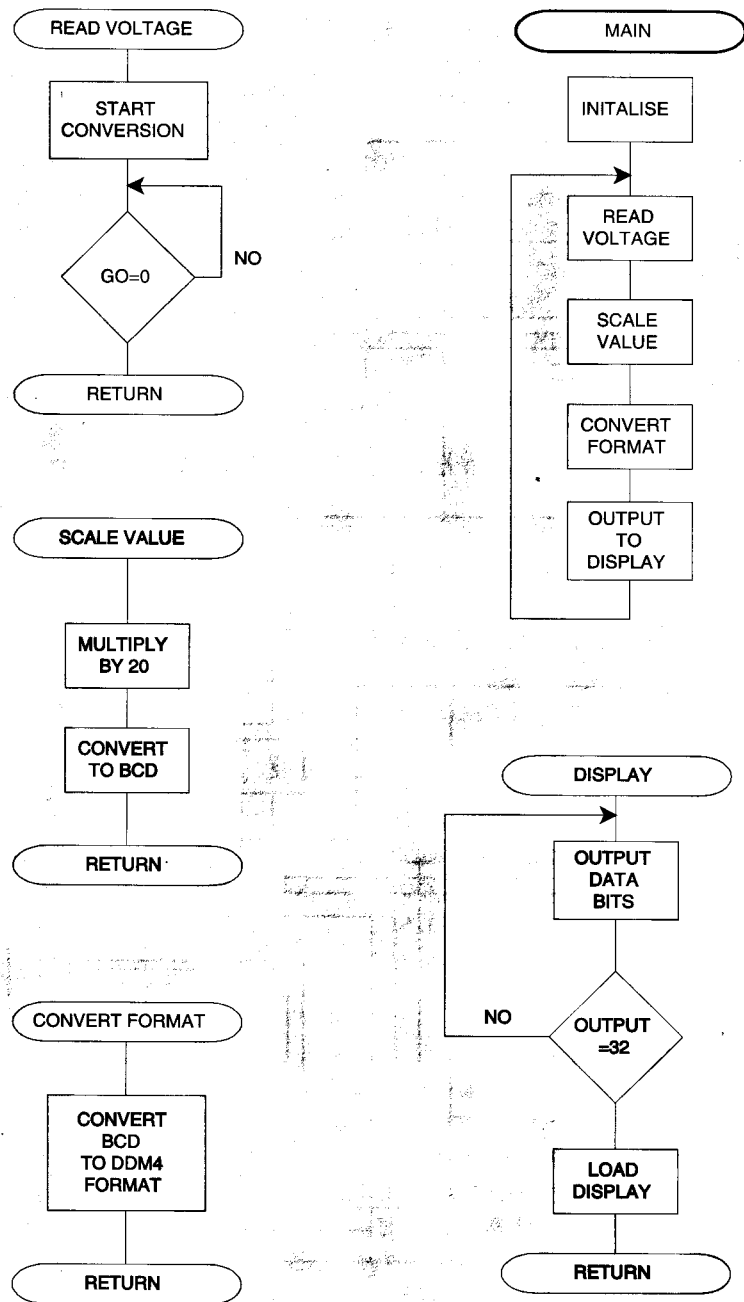 READ VOLTAGE
START
CONVERSION
GO=0
NO
RETURN
SCALE VALUE
MULTIPLY
BY 20
CONVERT
TO BCD
RETURN
CONVERT FORMAT
CONVERT
BCD
TO DDM4
FORMAT
RETURN
MAIN
INITALISE
READ
VOLTAGE
SCALE
VALUE
CONVERT
FORMAT
OUTPUT
TO
DISPLAY
DISPLAY
OUTPUT
DATA
BITS
NO
OUTPUT
=32
LOAD
DISPLAY
RETURN